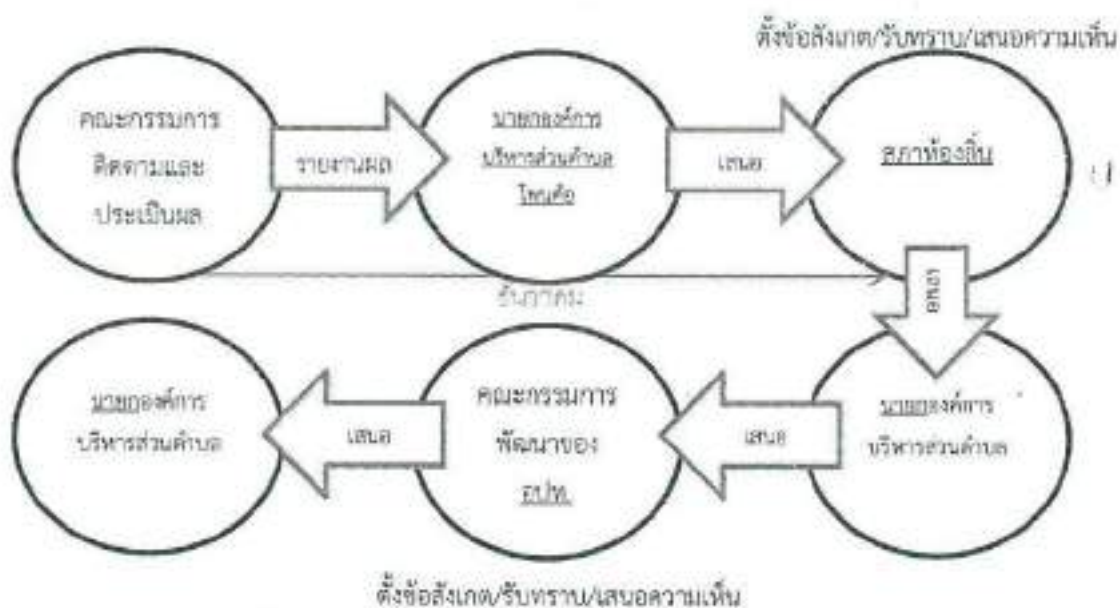 ตั้งข้อสังเกต/รับทราบ/เสนอความเห็น
คณะกรรมการ
ติดตามและ
ประเมินผล
รายงานผล
นายกองค์การ
บริหารส่วนตำบล
โพนค้อ
เสนอ
สภาท้องถิ่น
ธันวาคม
เสนอ
นายกองค์การ
บริหารส่วนตำบล
เสนอ
คณะกรรมการ
พัฒนาของ
อปท.
เสนอ
นายกองค์การ
บริหารส่วนตำบล
ตั้งข้อสังเกต/รับทราบ/เสนอความเห็น